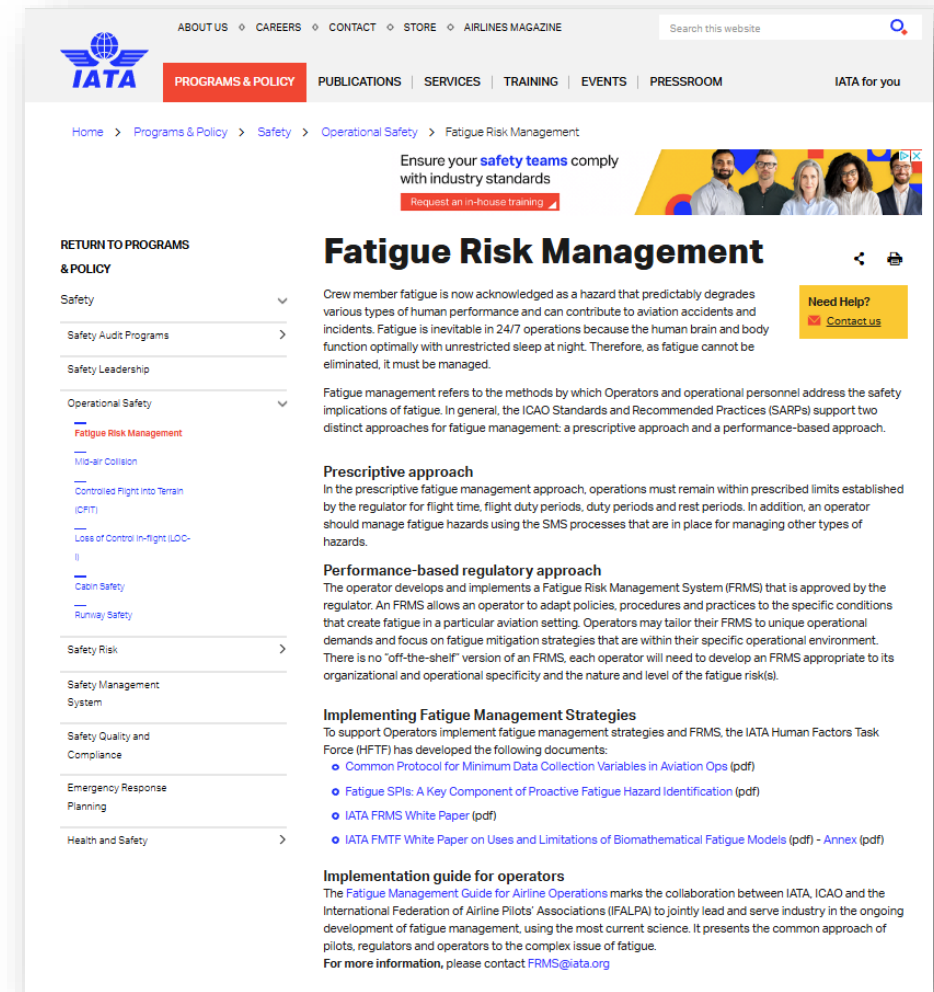 ABOUT US ◇ CAREERS ◇ CONTACT ◇ STORE ◇ AIRLINES MAGAZINE
Search this website
IATA
PROGRAMS & POLICY
PUBLICATIONS | SERVICES | TRAINING | EVENTS | PRESSROOM
IATA for you
Home > Programs & Policy > Safety > Operational Safety > Fatigue Risk Management
Ensure your safety teams comply
with industry standards
Request an in-house training
RETURN TO PROGRAMS
& POLICY
Safety
Safety Audit Programs
Safety Leadership
Operational Safety
Fatigue Risk Management
Mid-air Collision
Controlled Flight Into Terrain
(CFIT)
Loss of Control In-flight (LOC-
I)
Cabin Safety
Runway Safety
Safety Risk
Safety Management
System
Safety Quality and
Compliance
Emergency Response
Planning
Health and Safety
Fatigue Risk Management
Need Help?
Contact us
Crew member fatigue is now acknowledged as a hazard that predictably degrades
various types of human performance and can contribute to aviation accidents and
incidents. Fatigue is inevitable in 24/7 operations because the human brain and body
function optimally with unrestricted sleep at night. Therefore, as fatigue cannot be
eliminated, it must be managed.
Fatigue management refers to the methods by which Operators and operational personnel address the safety
implications of fatigue. In general, the ICAO Standards and Recommended Practices (SARPs) support two
distinct approaches for fatigue management: a prescriptive approach and a performance-based approach.
Prescriptive approach
In the prescriptive fatigue management approach, operations must remain within prescribed limits established
by the regulator for flight time, flight duty periods, duty periods and rest periods. In addition, an operator
should manage fatigue hazards using the SMS processes that are in place for managing other types of
hazards.
Performance-based regulatory approach
The operator develops and implements a Fatigue Risk Management System (FRMS) that is approved by the
regulator. An FRMS allows an operator to adapt policies, procedures and practices to the specific conditions
that create fatigue in a particular aviation setting. Operators may tailor their FRMS to unique operational
demands and focus on fatigue mitigation strategies that are within their specific operational environment.
There is no "off-the-shelf" version of an FRMS, each operator will need to develop an FRMS appropriate to its
organizational and operational specificity and the nature and level of the fatigue risk(s).
Implementing Fatigue Management Strategies
To support Operators implement fatigue management strategies and FRMS, the IATA Human Factors Task
Force (HFTF) has developed the following documents:
Common Protocol for Minimum Data Collection Variables in Aviation Ops (pdf)
Fatigue SPIs: A Key Component of Proactive Fatigue Hazard Identification (pdf)
IATA FRMS White Paper (pdf)
IATA FMTF White Paper on Uses and Limitations of Biomathematical Fatigue Models (pdf) - Annex (pdf)
Implementation guide for operators
The Fatigue Management Guide for Airline Operations marks the collaboration between IATA, ICAO and the
International Federation of Airline Pilots' Associations (IFALPA) to jointly lead and serve industry in the ongoing
development of fatigue management, using the most current science. It presents the common approach of
pilots, regulators and operators to the complex issue of fatigue.
For more information, please contact FRMS@iata.org